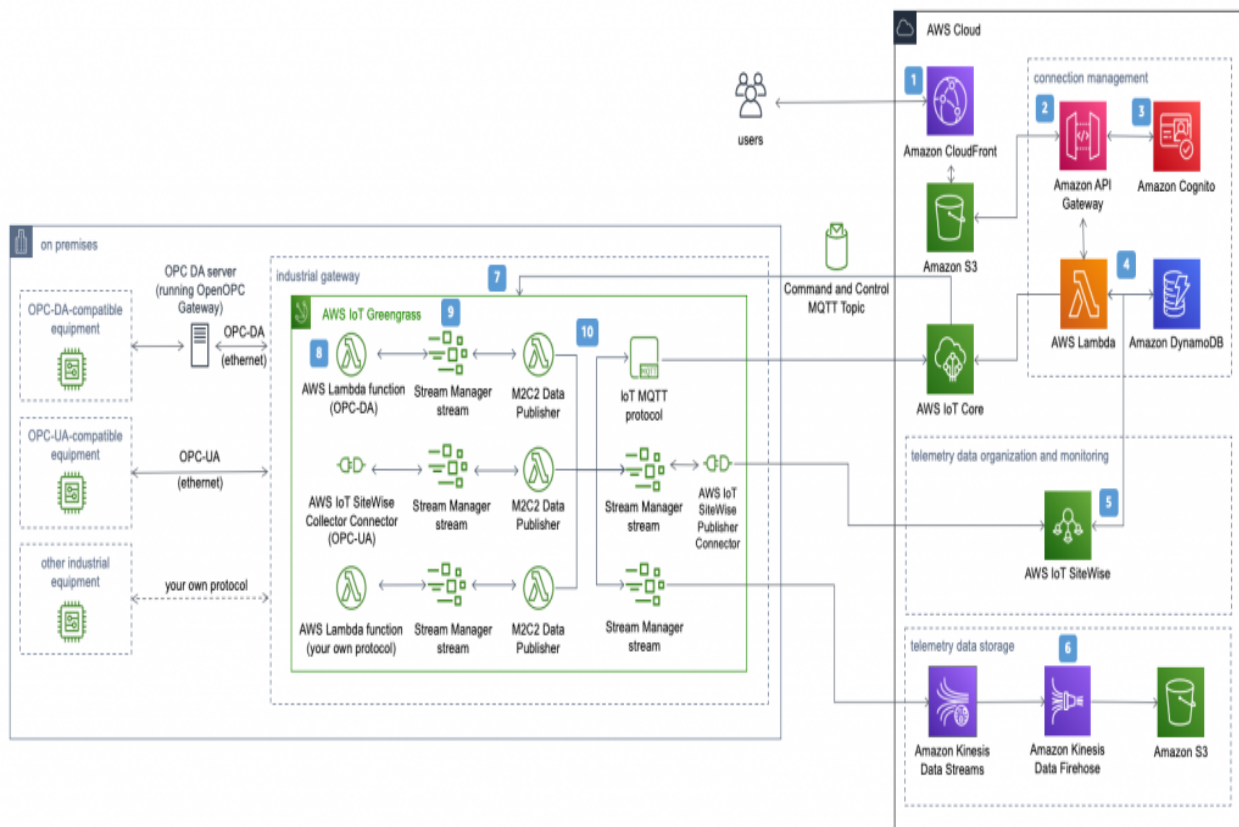 AWS Cloud
1
Amazon CloudFront
users
connection management
2
3
Amazon API
Gateway
Amazon Cognito
Amazon S3
4
AWS Lambda
Amazon DynamoDB
Command and Control
MQTT Topic
AWS IoT Core
on premises
OPC DA server
(running OpenOPC
Gateway)
OPC-DA-compatible
equipment
OPC-DA
(ethernet)
OPC-UA-compatible
equipment
OPC-UA
(ethernet)
other industrial
equipment
your own protocol
industrial gateway
7
AWS IoT Greengrass
8
9
10
AWS Lambda function
(OPC-DA)
Stream Manager
stream
M2C2 Data
Publisher
MQTT
IoT MQTT
protocol
AWS IoT SiteWise
Collector Connector
(OPC-UA)
Stream Manager
stream
M2C2 Data
Publisher
Stream Manager
stream
AWS IoT
SiteWise
Publisher
Connector
AWS Lambda function
(your own protocol)
Stream Manager
stream
M2C2 Data
Publisher
Stream Manager
stream
telemetry data organization and monitoring
5
AWS IoT SiteWise
telemetry data storage
6
Amazon Kinesis
Data Streams
Amazon Kinesis
Data Firehose
Amazon S3